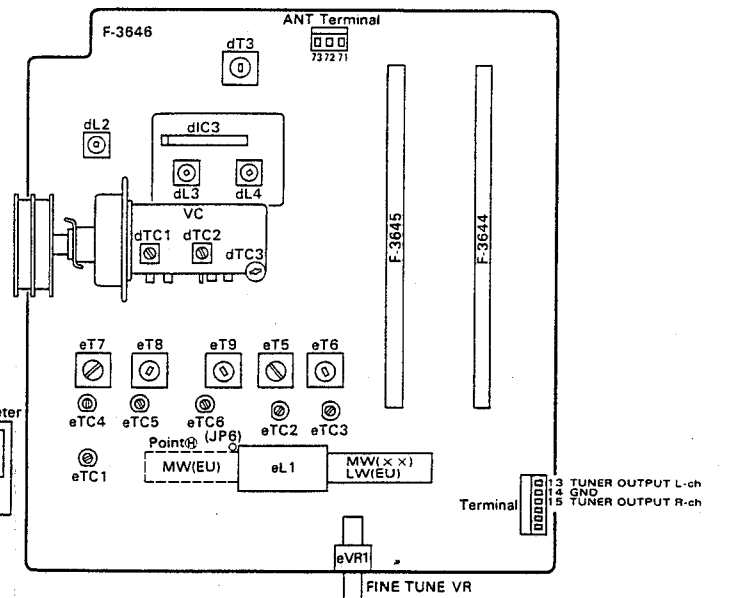 ANT Terminal
F-3646
dT3
73 72 71
dL2
dIC3
dL3
dL4
VC
dTC1
dTC2
dTC3
F-3645
F-3644
eT7
eT8
eT9
eT5
eT6
eTC4
eTC5
eTC6
eTC2
eTC3
eter
PointⒽ
(JP6)
eTC1
MW(EU)
eL1
MW(××)
LW(EU)
Terminal
13 TUNER OUTPUT L-ch
14 GND
15 TUNER OUTPUT R-ch
eVR1
FINE TUNE VR